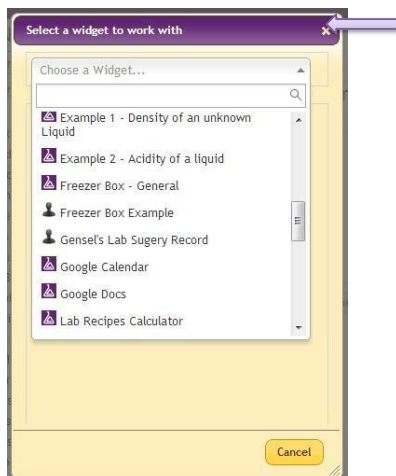 Select a widget to work with
Choose a Widget...
Example 1 - Density of an unknown
Liquid
Example 2 - Acidity of a liquid
Freezer Box - General
Freezer Box Example
Gensel's Lab Sugery Record
Google Calendar
Google Docs
Lab Recipes Calculator
Cancel